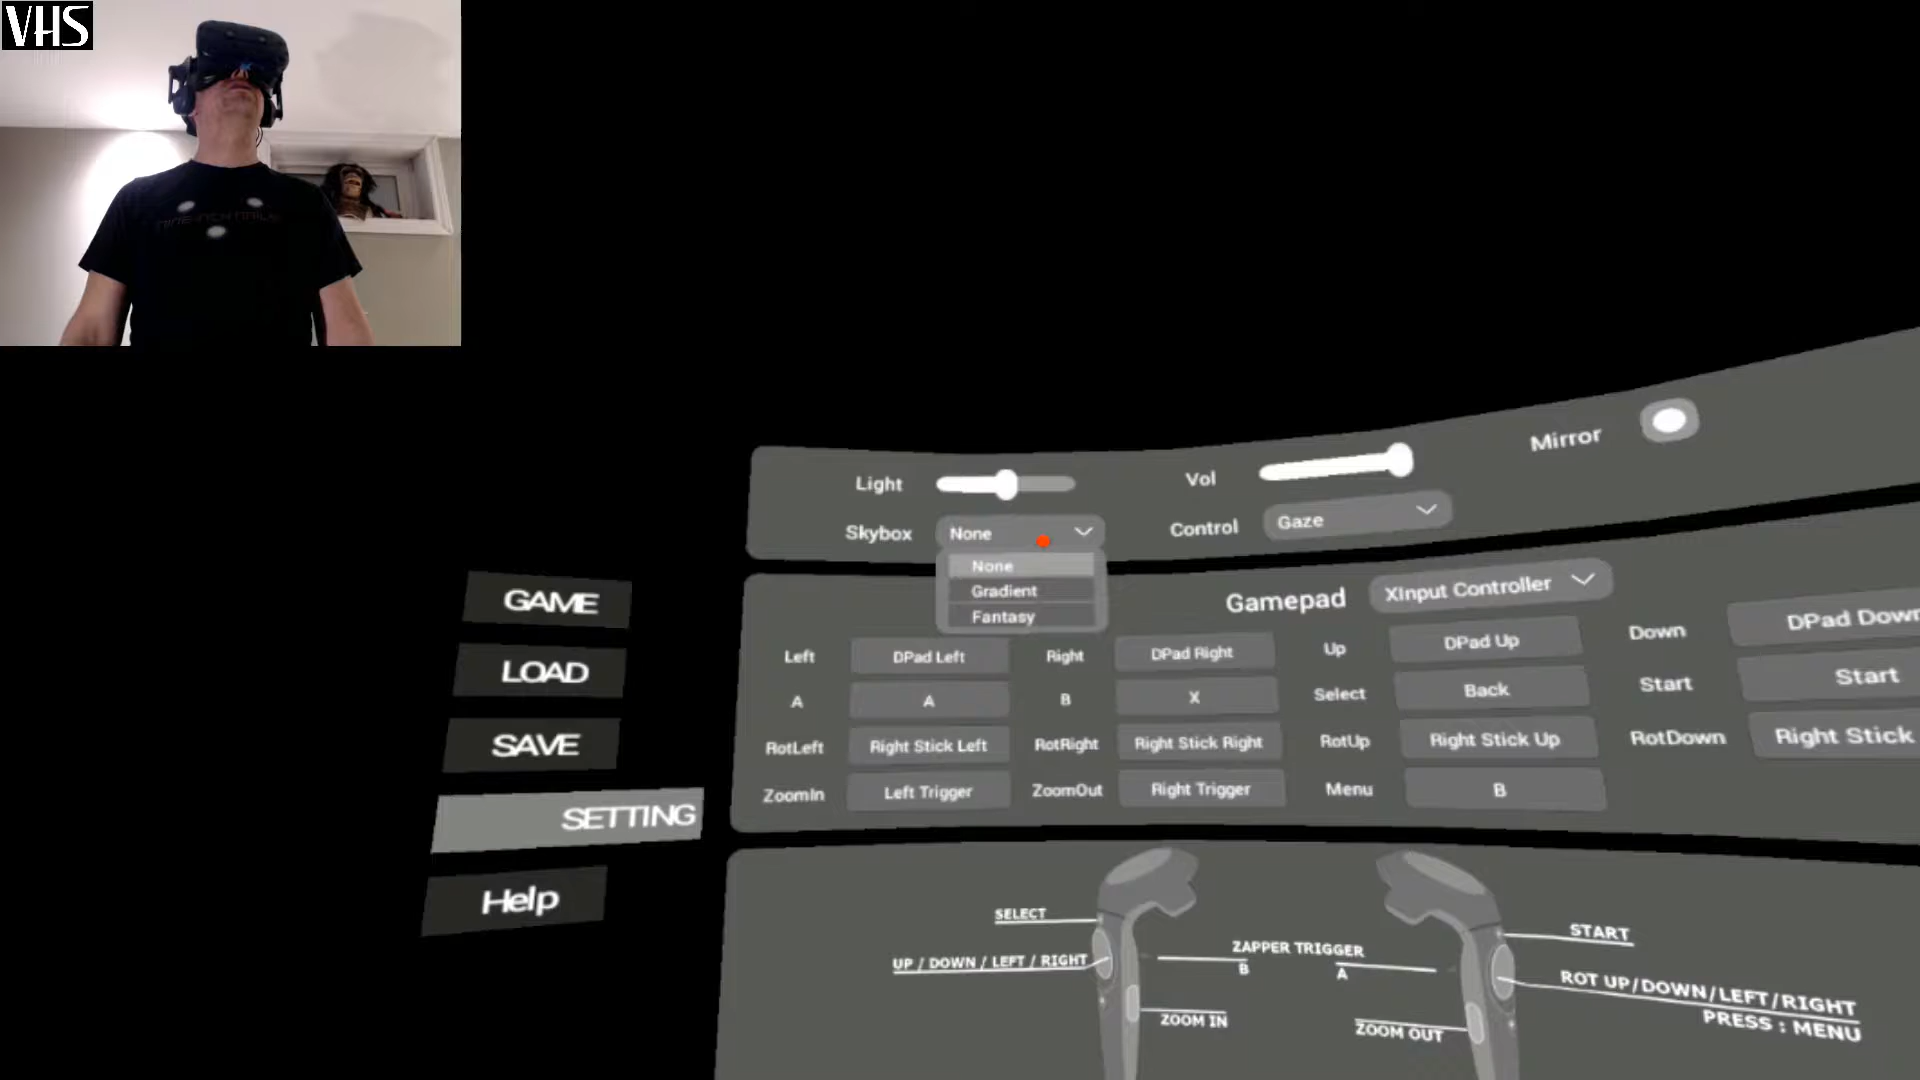 VHS
NINE INCH NAILS
Light
Vol
Mirror
Skybox None
Control Gaze
None
Gradient
Fantasy
GAME
LOAD
SAVE
SETTING
Help
Gamepad XInput Controller
Left DPad Left Right DPad Right Up DPad Up Down DPad Down
A A B X Select Back Start Start
RotLeft Right Stick Left RotRight Right Stick Right RotUp Right Stick Up RotDown Right Stick
ZoomIn Left Trigger ZoomOut Right Trigger Menu B
SELECT
UP / DOWN / LEFT / RIGHT
ZAPPER TRIGGER
B
A
ZOOM IN
ZOOM OUT
START
ROT UP/DOWN/LEFT/RIGHT
PRESS : MENU